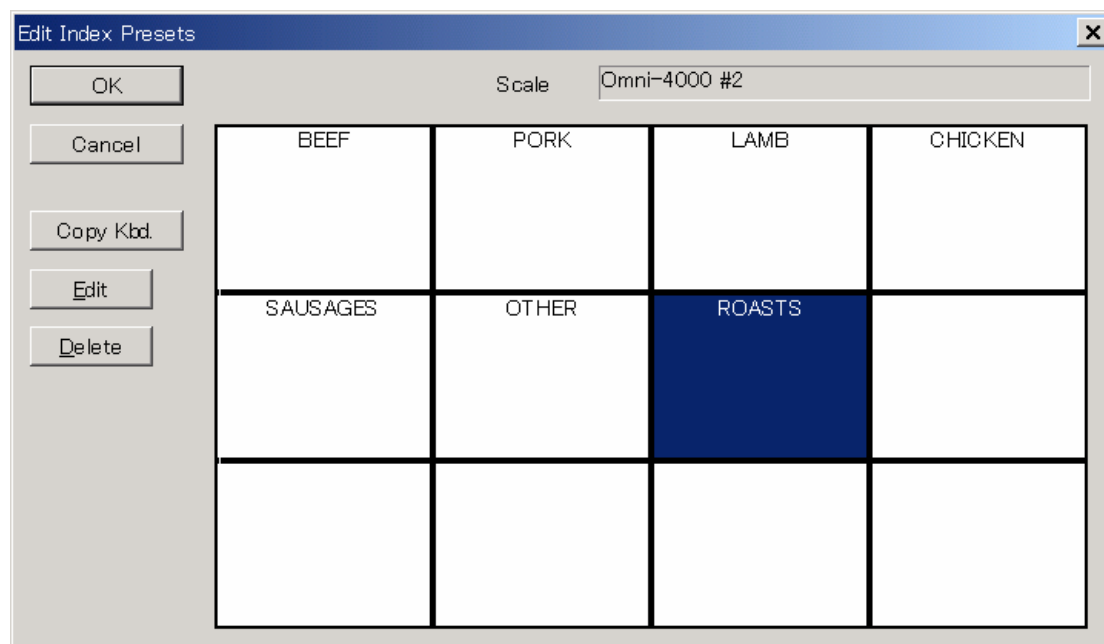 Edit Index Presets
OK
Scale
Omni-4000 #2
Cancel
BEEF
PORK
LAMB
CHICKEN
Copy Kbd.
Edit
SAUSAGES
OTHER
ROASTS
Delete